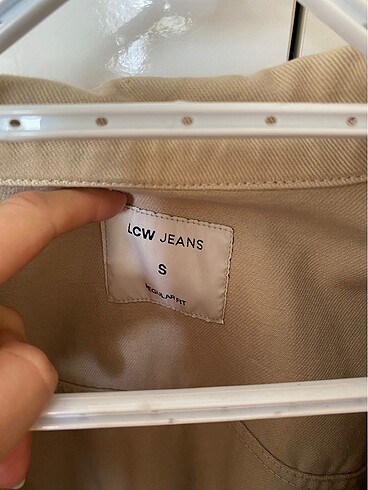 LCW JEANS
S
REGULAR FIT